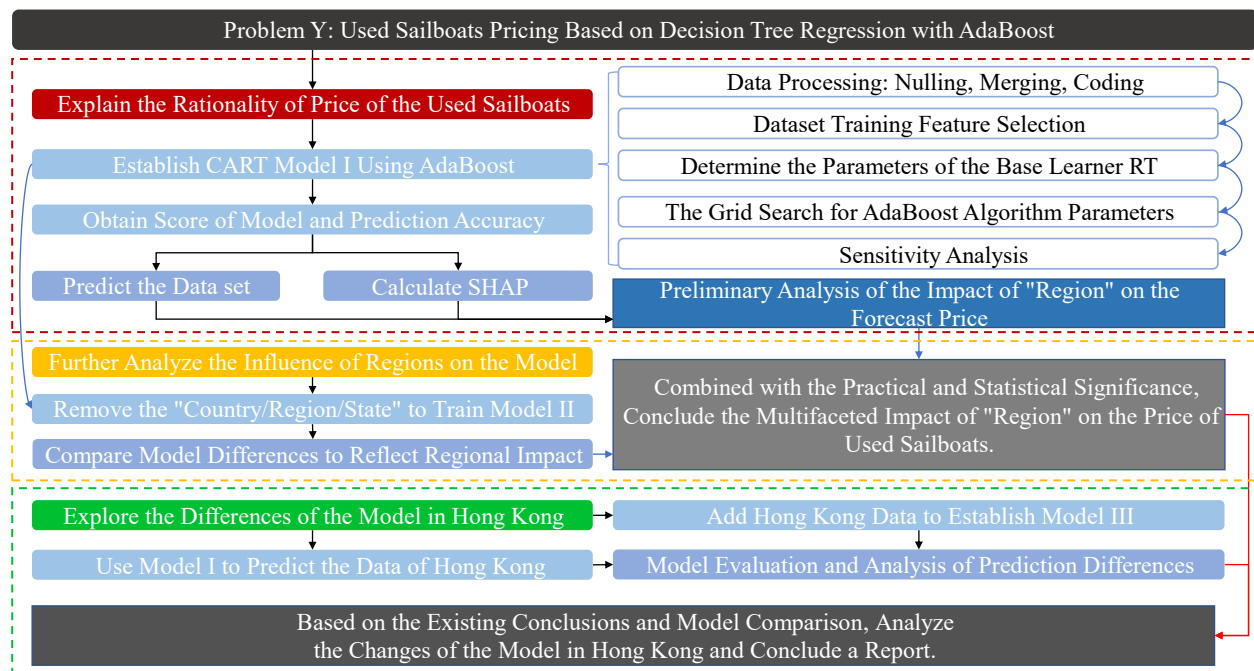 Problem Y: Used Sailboats Pricing Based on Decision Tree Regression with AdaBoost
Explain the Rationality of Price of the Used Sailboats
Establish CART Model I Using AdaBoost
Obtain Score of Model and Prediction Accuracy
Predict the Data set
Calculate SHAP
Data Processing: Nulling, Merging, Coding
Dataset Training Feature Selection
Determine the Parameters of the Base Learner RT
The Grid Search for AdaBoost Algorithm Parameters
Sensitivity Analysis
Preliminary Analysis of the Impact of "Region" on the
Forecast Price
Further Analyze the Influence of Regions on the Model
Remove the "Country/Region/State" to Train Model II
Compare Model Differences to Reflect Regional Impact
Combined with the Practical and Statistical Significance,
Conclude the Multifaceted Impact of "Region" on the Price of
Used Sailboats.
Explore the Differences of the Model in Hong Kong
Add Hong Kong Data to Establish Model III
Use Model I to Predict the Data of Hong Kong
Model Evaluation and Analysis of Prediction Differences
Based on the Existing Conclusions and Model Comparison, Analyze
the Changes of the Model in Hong Kong and Conclude a Report.